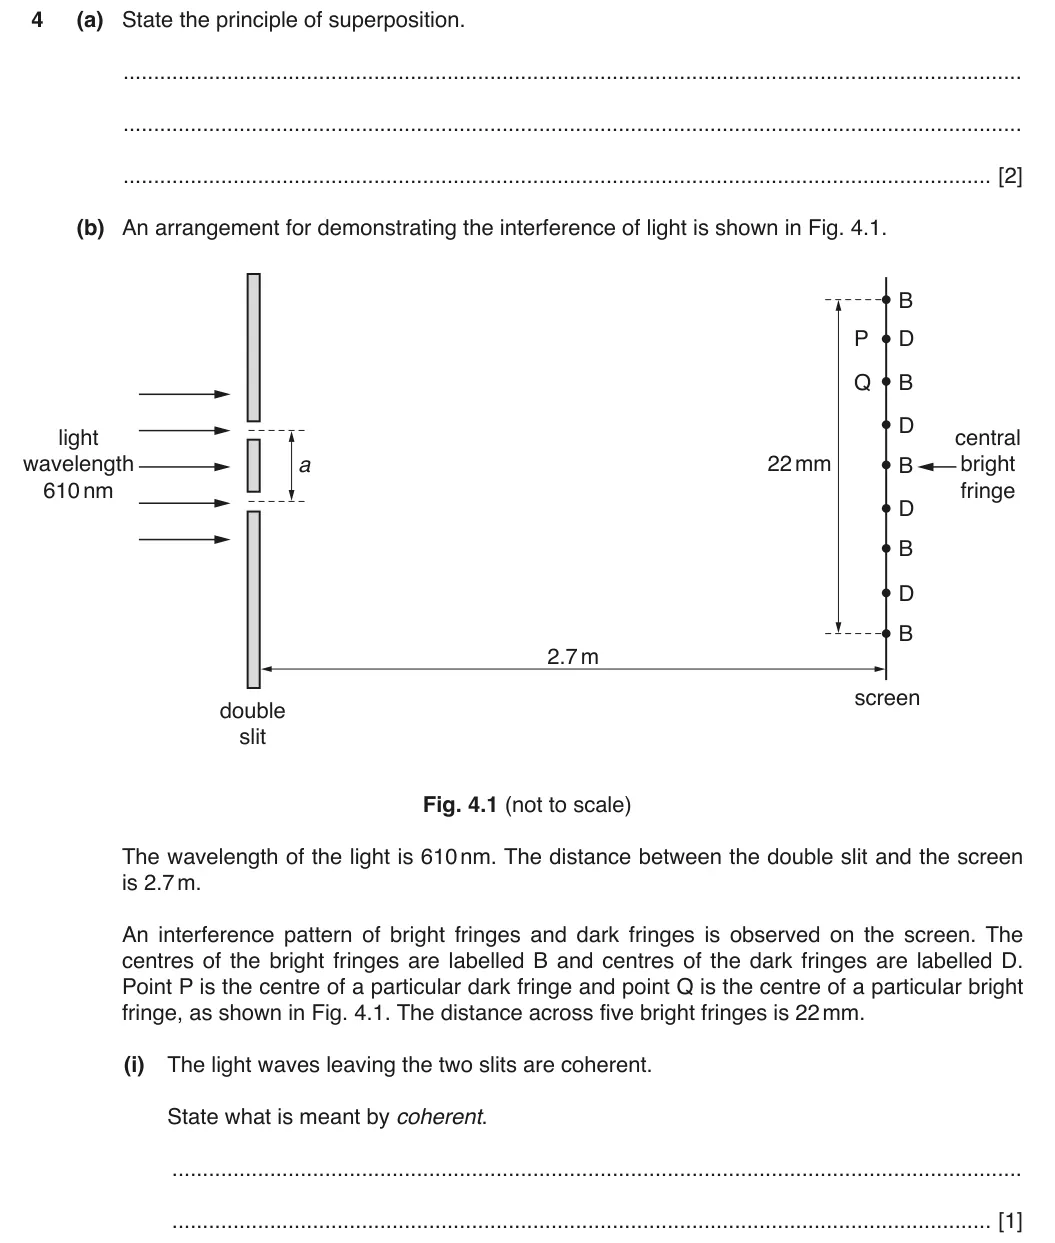 4 (a) State the principle of superposition.
..........................................................................................
..........................................................................................
.......................................................................................... [2]
(b) An arrangement for demonstrating the interference of light is shown in Fig. 4.1.
B
P D
Q B
D
light
wavelength
610 nm
a
22 mm
B
central
bright
fringe
D
B
D
B
2.7 m
double
slit
screen
Fig. 4.1 (not to scale)
The wavelength of the light is 610 nm. The distance between the double slit and the screen
is 2.7 m.
An interference pattern of bright fringes and dark fringes is observed on the screen. The
centres of the bright fringes are labelled B and centres of the dark fringes are labelled D.
Point P is the centre of a particular dark fringe and point Q is the centre of a particular bright
fringe, as shown in Fig. 4.1. The distance across five bright fringes is 22 mm.
(i) The light waves leaving the two slits are coherent.
State what is meant by coherent.
..........................................................................................
.......................................................................................... [1]